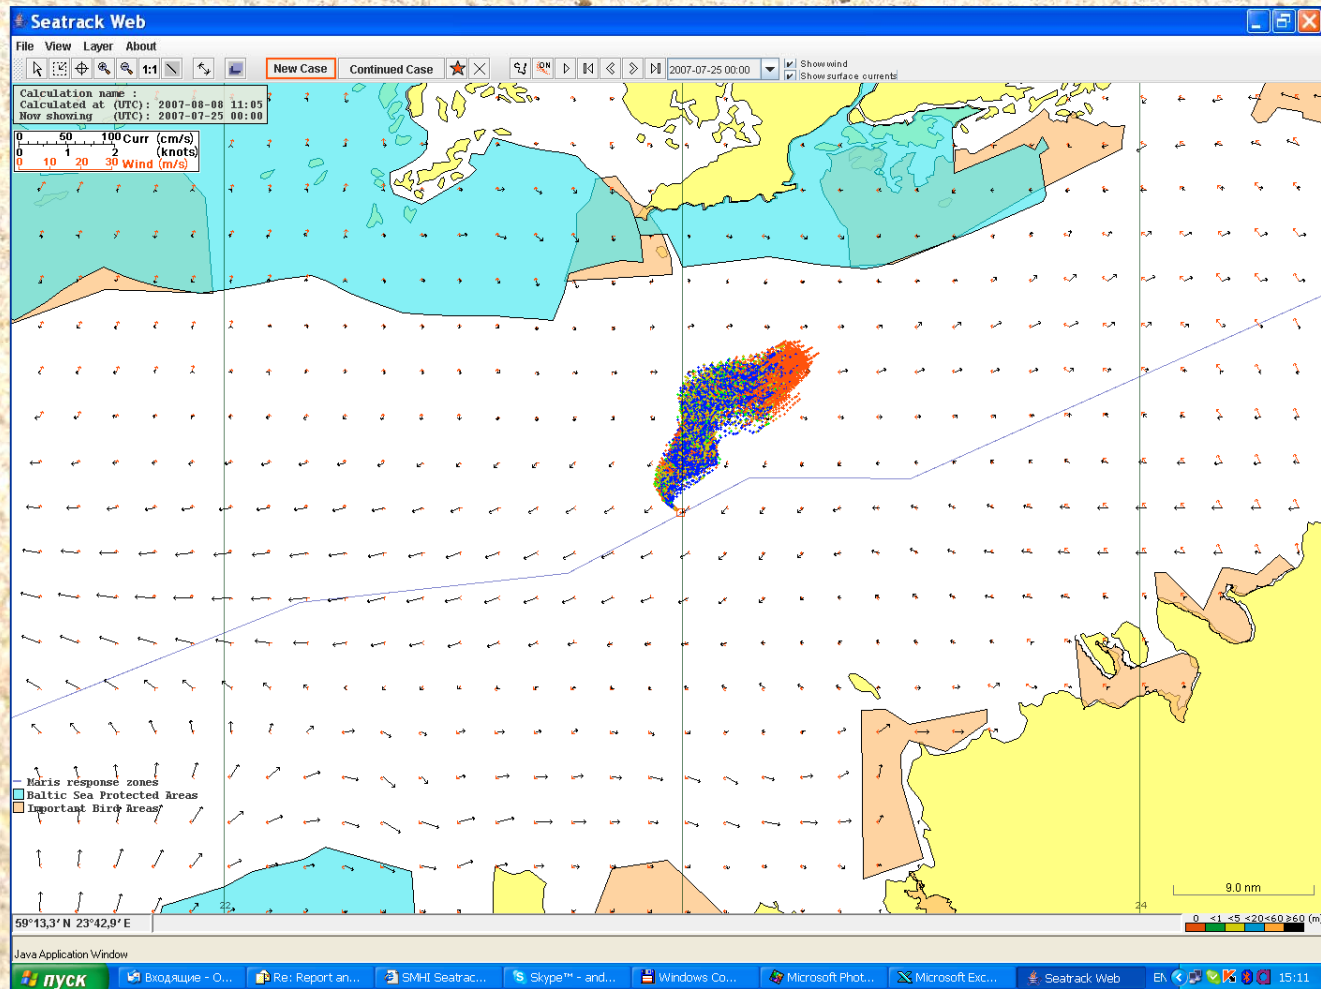 Seatrack Web
File View Layer About
1:1 New Case Continued Case ON 2007-07-25 00:00 Show wind
Show surface currents
Calculation name :
Calculated at (UTC): 2007-08-08 11:05
Now showing (UTC): 2007-07-25 00:00
0 50 100 Curr (cm/s)
0 1 2 (knots)
0 10 20 30 Wind (m/s)
Maris response zones
Baltic Sea Protected Areas
Important Bird Areas
9.0 nm
22 24
59°13,3' N 23°42,9' E
0 <1 <5 <20 <60 ≥60 (m)
Java Application Window
пуск Входящие - O... Re: Report an... SMHI Seatrac... Skype™ - and... Windows Co... Microsoft Phot... Microsoft Exc... Seatrack Web EN 15:11